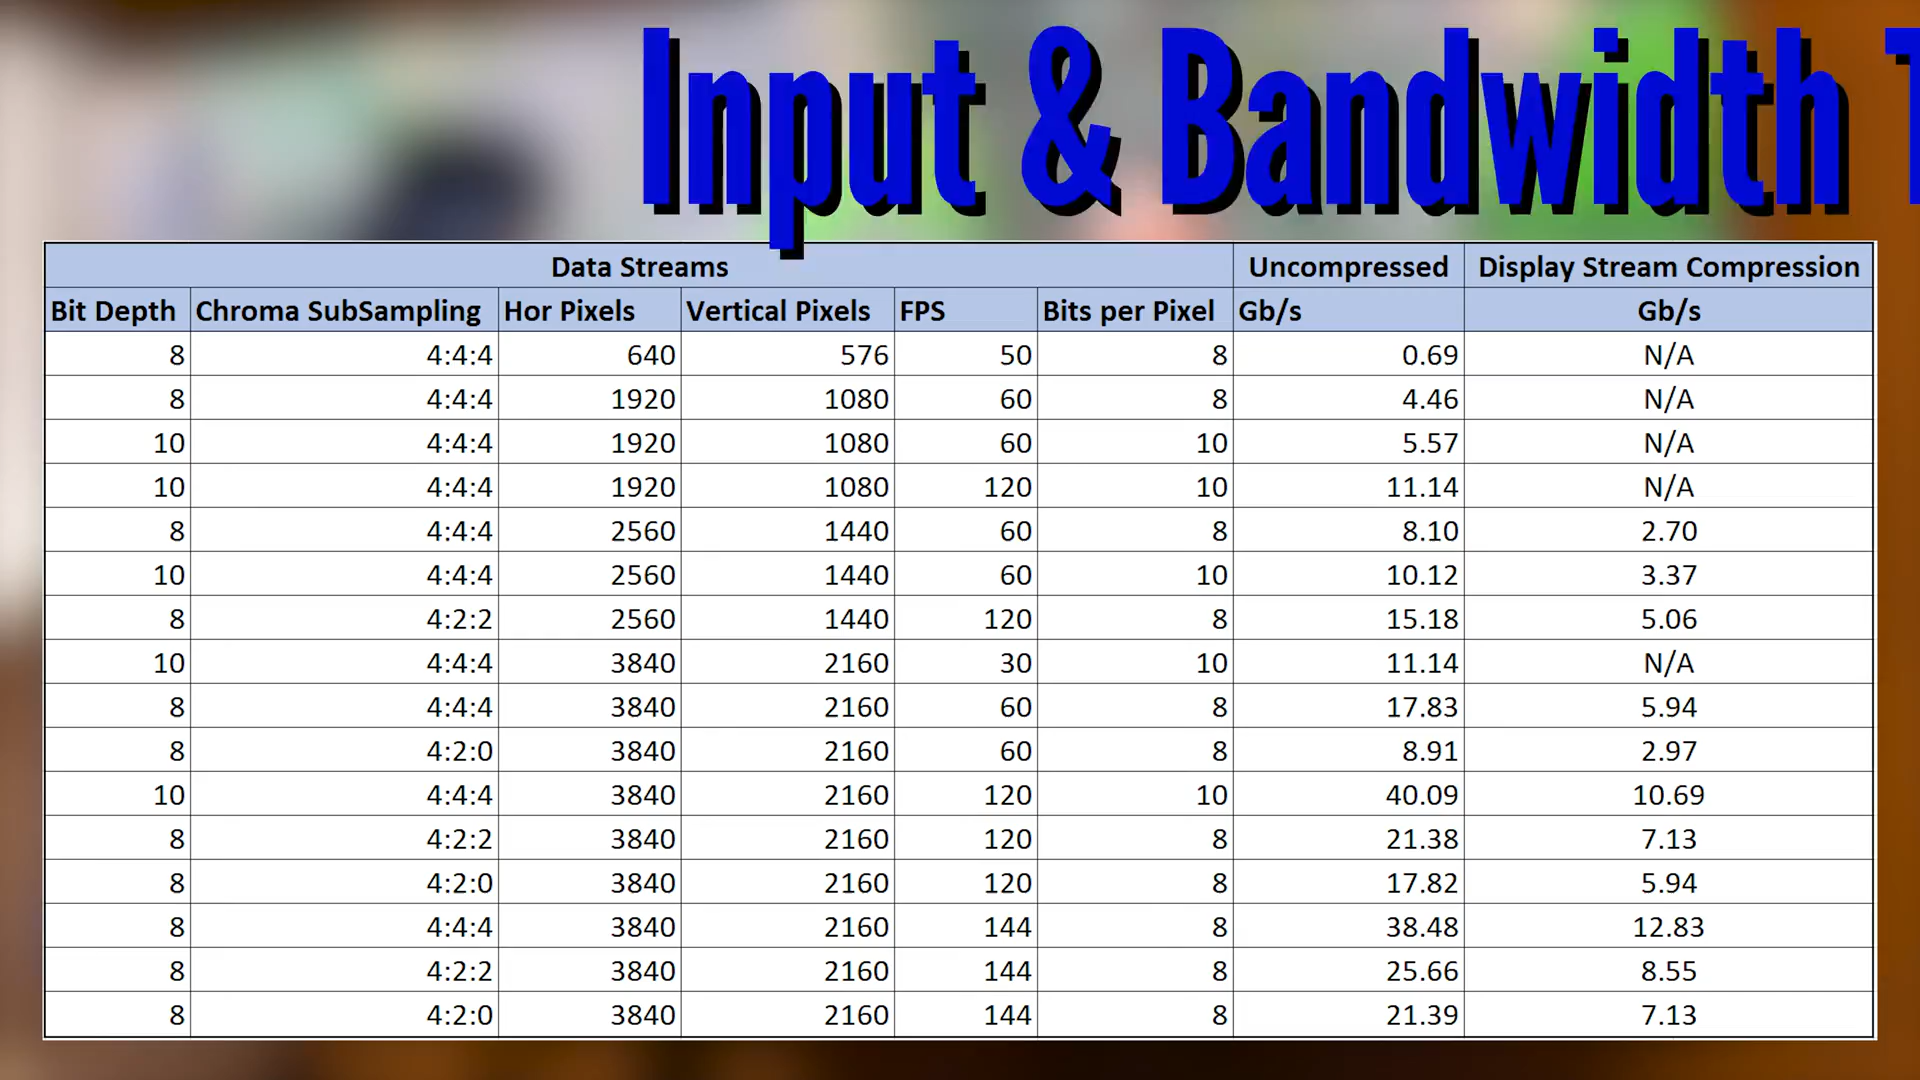 Input & Bandwidth T
Data Streams Uncompressed Display Stream Compression
Bit Depth Chroma SubSampling Hor Pixels Vertical Pixels FPS Bits per Pixel Gb/s Gb/s
8 4:4:4 640 576 50 8 0.69 N/A
8 4:4:4 1920 1080 60 8 4.46 N/A
10 4:4:4 1920 1080 60 10 5.57 N/A
10 4:4:4 1920 1080 120 10 11.14 N/A
8 4:4:4 2560 1440 60 8 8.10 2.70
10 4:4:4 2560 1440 60 10 10.12 3.37
8 4:2:2 2560 1440 120 8 15.18 5.06
10 4:4:4 3840 2160 30 10 11.14 N/A
8 4:4:4 3840 2160 60 8 17.83 5.94
8 4:2:0 3840 2160 60 8 8.91 2.97
10 4:4:4 3840 2160 120 10 40.09 10.69
8 4:2:2 3840 2160 120 8 21.38 7.13
8 4:2:0 3840 2160 120 8 17.82 5.94
8 4:4:4 3840 2160 144 8 38.48 12.83
8 4:2:2 3840 2160 144 8 25.66 8.55
8 4:2:0 3840 2160 144 8 21.39 7.13